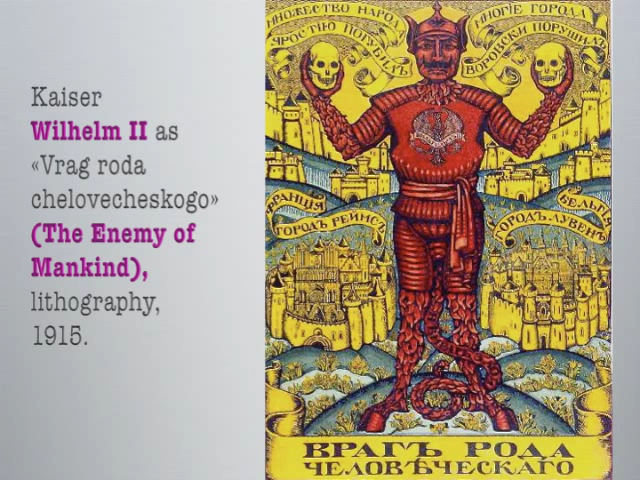 Kaiser
Wilhelm II as
«Vrag roda
chelovecheskogo»
(The Enemy of
Mankind),
lithography,
1915.
МНОЖЕСТВО НАРОДА
ЯРОСТІЮ ПОГУБИЛЪ
МНОГІЕ ГОРОДА
ВОРОВСКИ ПОРУШИЛЪ
ФРАНЦІЯ
ГОРОДЪ РЕЙМСЪ
БЕЛЬГІЯ
ГОРОДЪ ЛУВЕНЪ
ВРАГЪ РОДА
ЧЕЛОВѢЧЕСКАГО